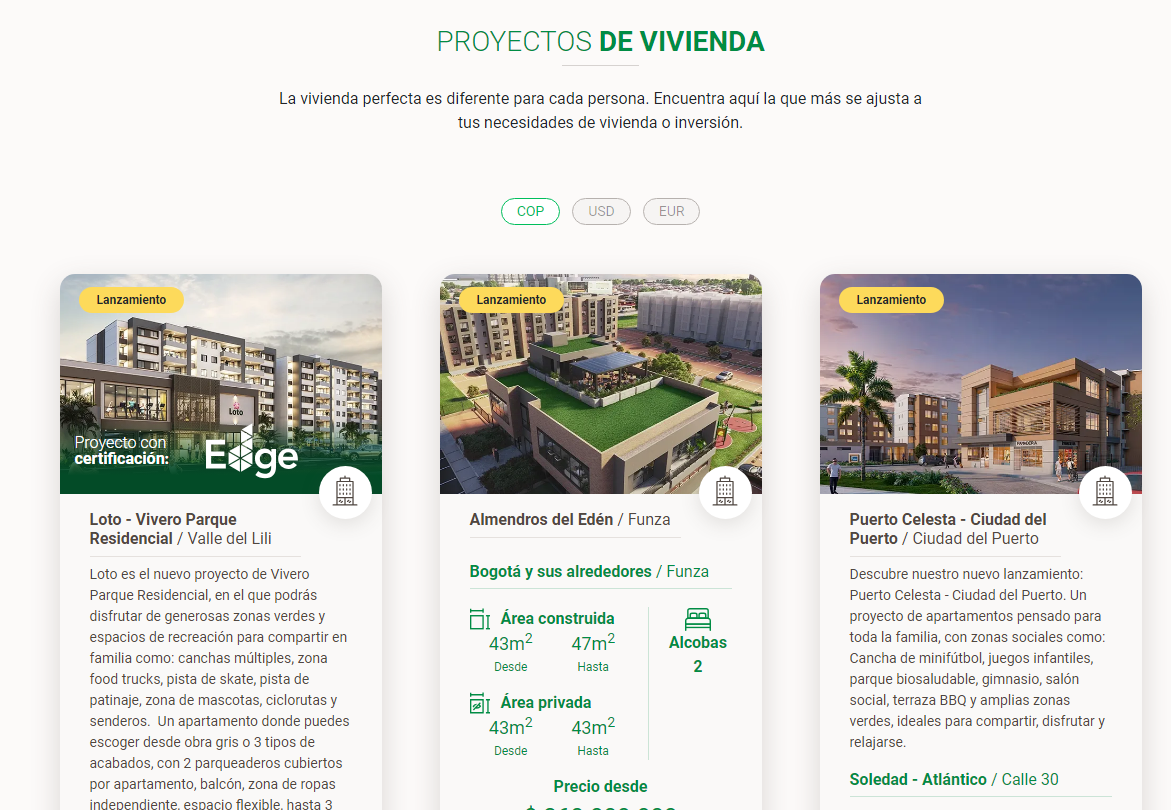 PROYECTOS DE VIVIENDA
La vivienda perfecta es diferente para cada persona. Encuentra aquí la que más se ajusta a
tus necesidades de vivienda o inversión.
COP USD EUR
Lanzamiento
Loto
Proyecto con
certificación:
Edge
Loto - Vivero Parque
Residencial / Valle del Lili
Loto es el nuevo proyecto de Vivero
Parque Residencial, en el que podrás
disfrutar de generosas zonas verdes y
espacios de recreación para compartir en
familia como: canchas múltiples, zona
food trucks, pista de skate, pista de
patinaje, zona de mascotas, ciclorutas y
senderos. Un apartamento donde puedes
escoger desde obra gris o 3 tipos de
acabados, con 2 parqueaderos cubiertos
por apartamento, balcón, zona de ropas
independiente, espacio flexible, hasta 3
Lanzamiento
Almendros del Edén / Funza
Bogotá y sus alrededores / Funza
Área construida
43m2 47m2
Desde Hasta
Alcobas
2
Área privada
43m2 43m2
Desde Hasta
Precio desde
Lanzamiento
PANADERÍA
Puerto Celesta - Ciudad del
Puerto / Ciudad del Puerto
Descubre nuestro nuevo lanzamiento:
Puerto Celesta - Ciudad del Puerto. Un
proyecto de apartamentos pensado para
toda la familia, con zonas sociales como:
Cancha de minifútbol, juegos infantiles,
parque biosaludable, gimnasio, salón
social, terraza BBQ y amplias zonas
verdes, ideales para compartir, disfrutar y
relajarse.
Soledad - Atlántico / Calle 30